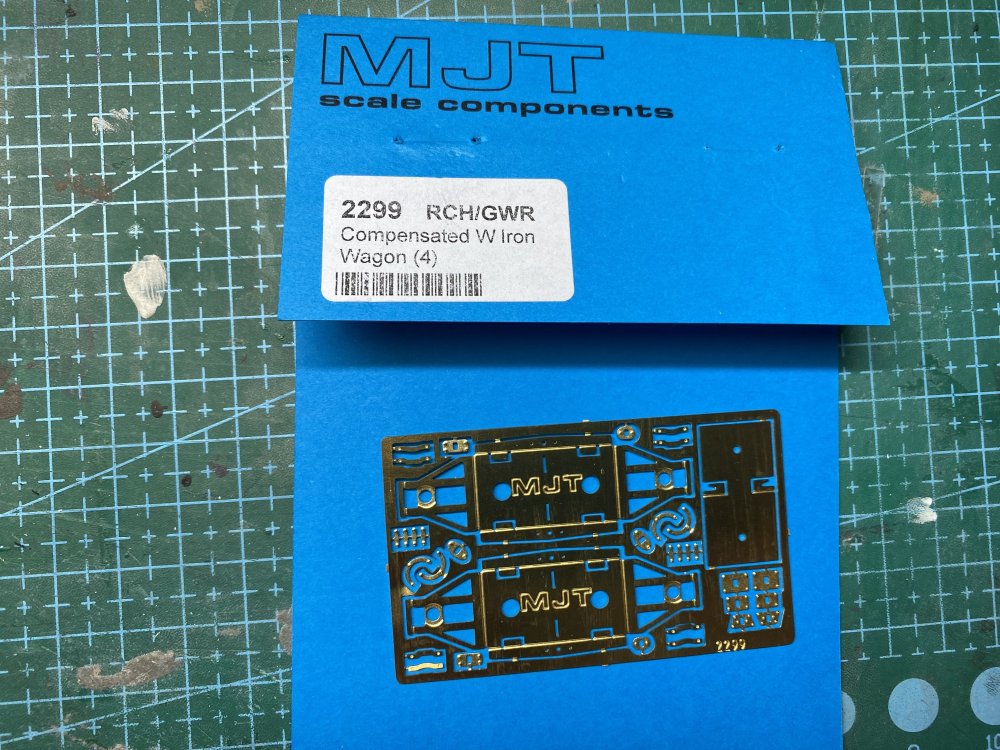 MJT
scale components
2299 RCH/GWR
Compensated W Iron
Wagon (4)
MJT
MJT
2299